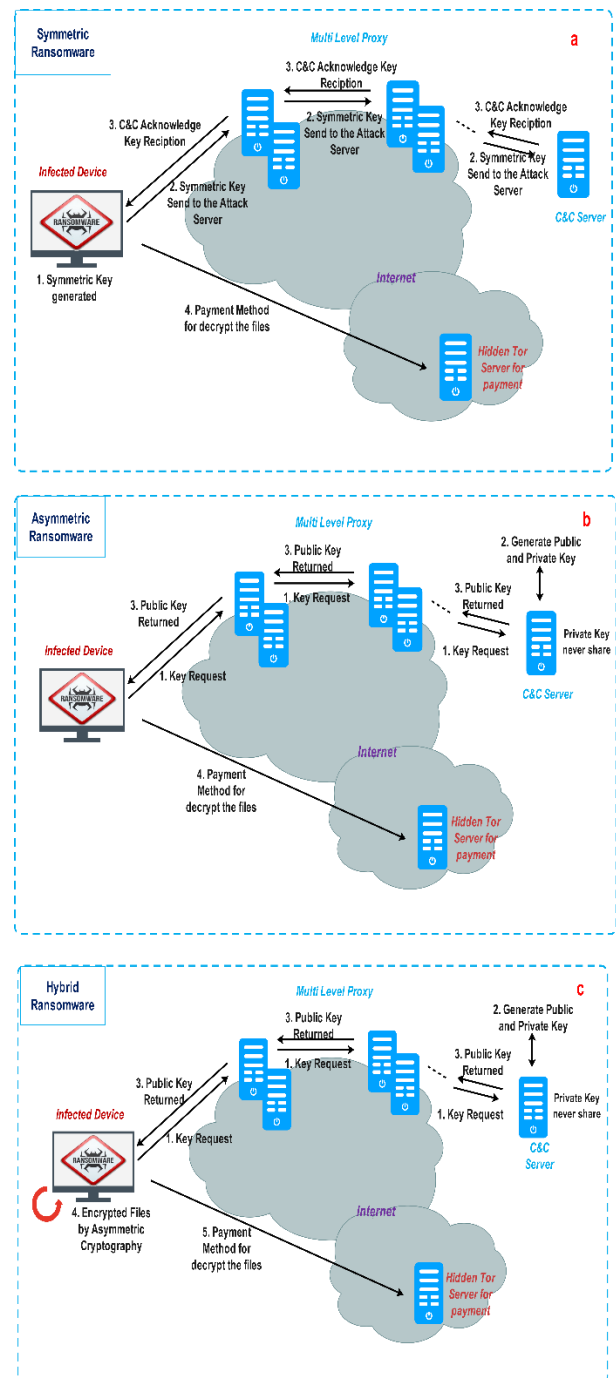 Symmetric
Ransomware
a
Multi Level Proxy
3. C&C Acknowledge Key
Reciption
2. Symmetric Key
Send to the Attack
Server
3. C&C Acknowledge
Key Reciption
2. Symmetric Key
Send to the Attack
Server
C&C Server
3. C&C Acknowledge
Key Reciption
2. Symmetric Key
Send to the Attack
Server
Infected Device
RANSOMWARE
1. Symmetric Key
generated
Internet
4. Payment Method
for decrypt the files
Hidden Tor
Server for
payment
Asymmetric
Ransomware
b
Multi Level Proxy
2. Generate Public
and Private Key
3. Public Key
Returned
1. Key Request
3. Public Key
Returned
1. Key Request
Private Key
never share
C&C Server
3. Public Key
Returned
1. Key Request
Infected Device
RANSOMWARE
Internet
4. Payment
Method for
decrypt the files
Hidden Tor
Server for
payment
Hybrid
Ransomware
c
Multi Level Proxy
2. Generate Public
and Private Key
3. Public Key
Returned
1. Key Request
3. Public Key
Returned
1. Key Request
Private Key
never share
C&C
Server
3. Public Key
Returned
1. Key Request
Infected Device
RANSOMWARE
4. Encrypted Files
by Asymmetric
Cryptography
Internet
5. Payment
Method for
decrypt the files
Hidden Tor
Server for
payment